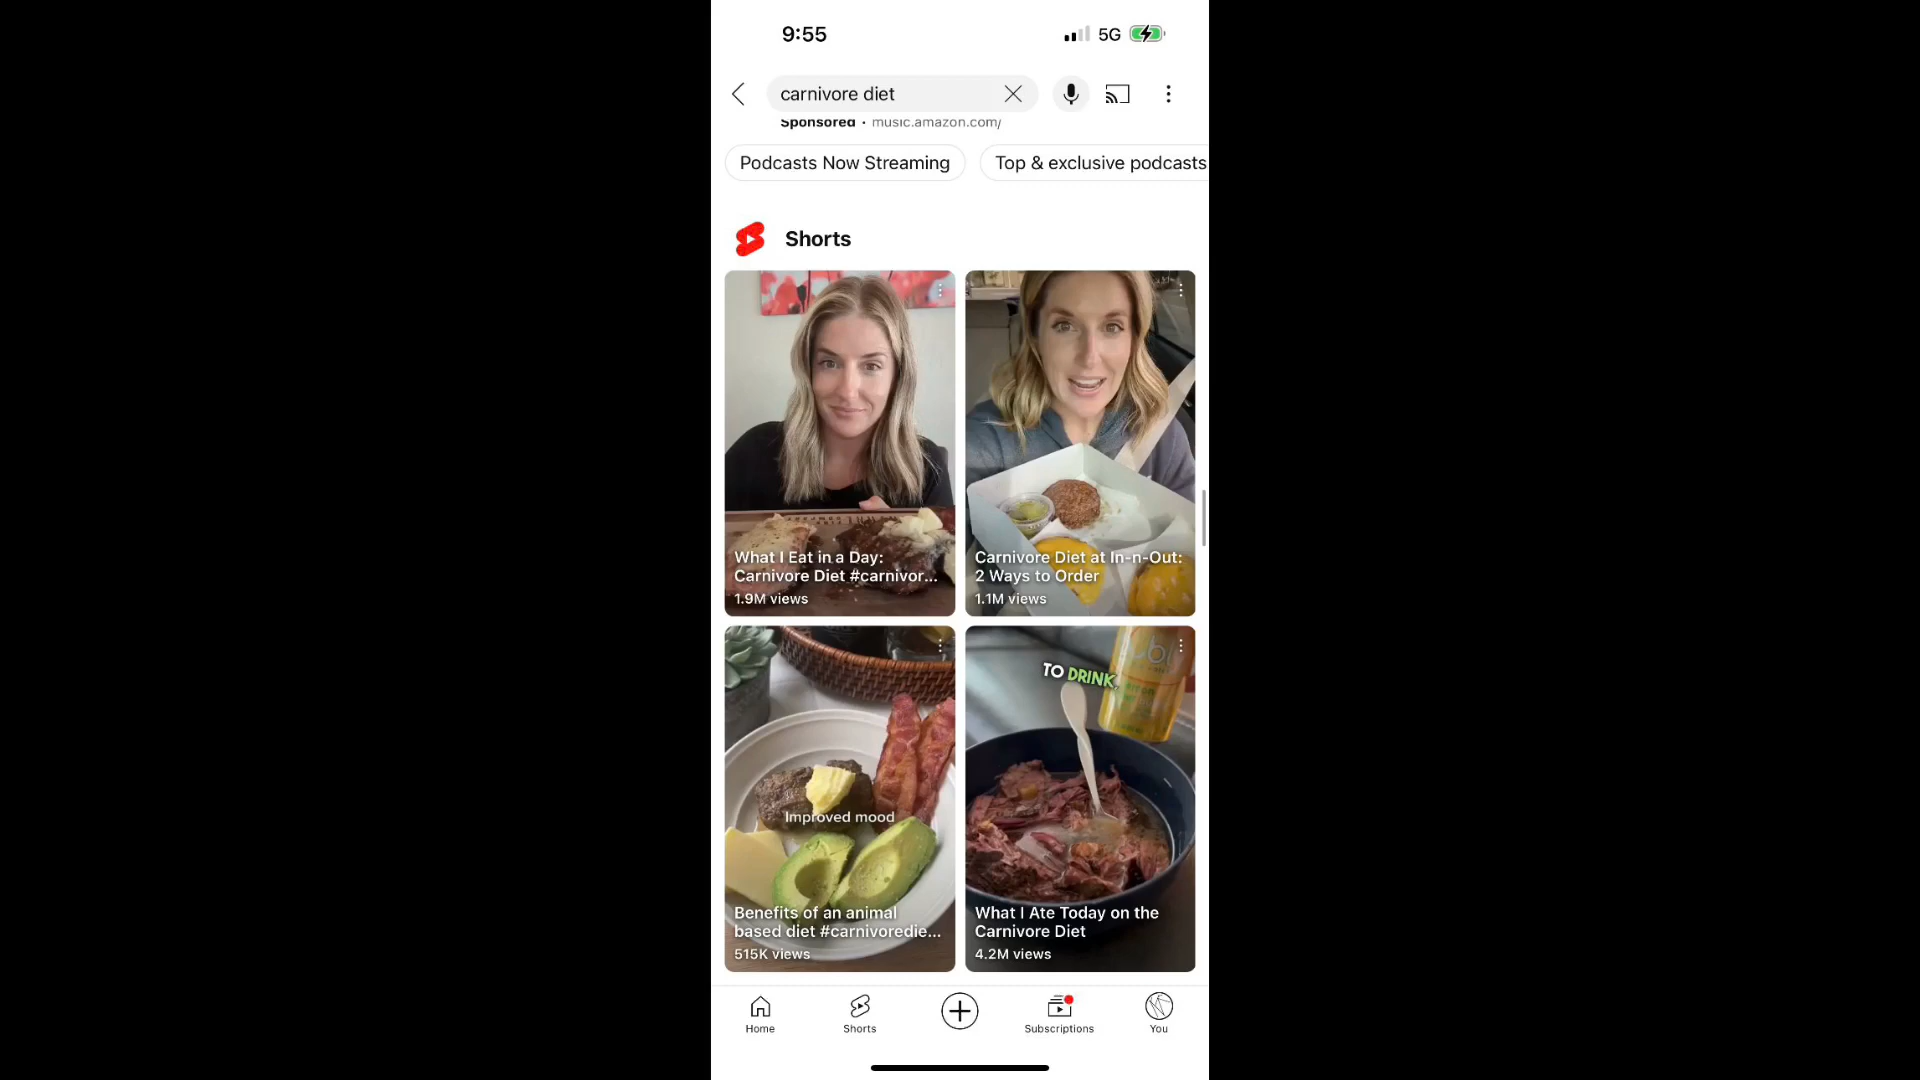 9:55
5G
carnivore diet
Sponsored · music.amazon.com/
Podcasts Now Streaming
Top & exclusive podcasts
Shorts
What I Eat in a Day:
Carnivore Diet #carnivor...
1.9M views
Carnivore Diet at In-n-Out:
2 Ways to Order
1.1M views
Improved mood
Benefits of an animal
based diet #carnivoredie...
515K views
TO DRINK,
What I Ate Today on the
Carnivore Diet
4.2M views
Home
Shorts
Subscriptions
You